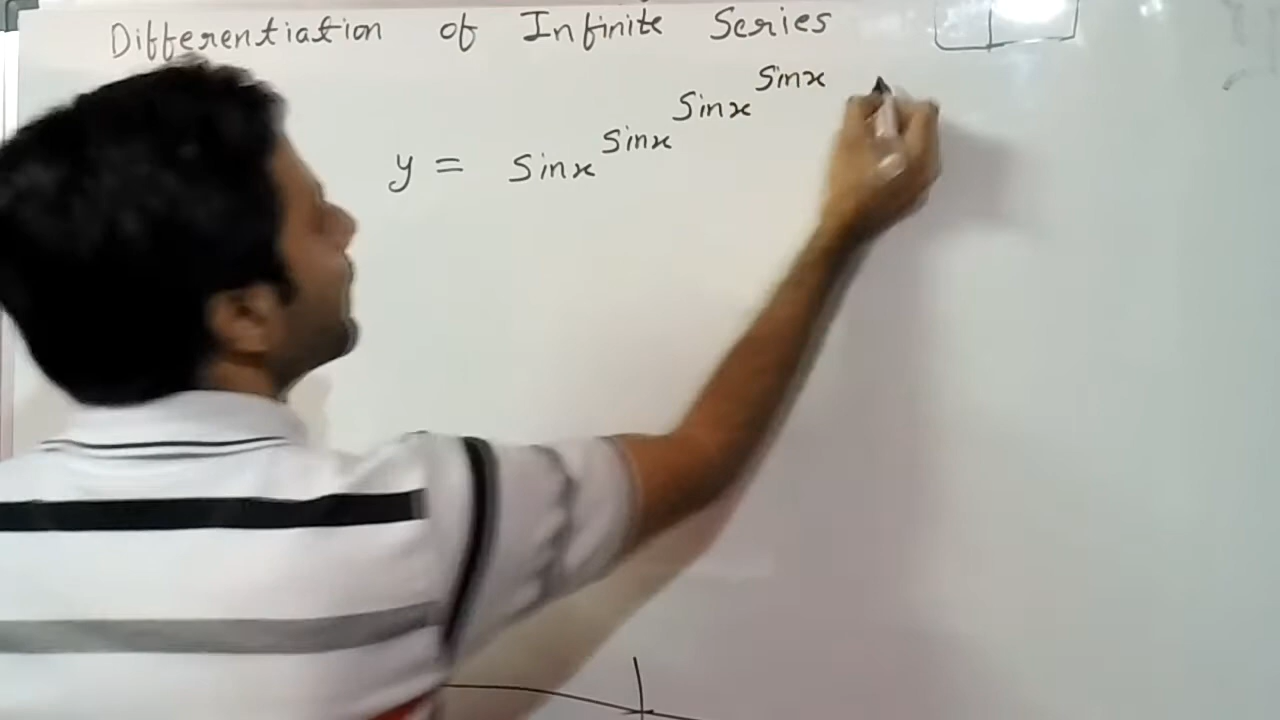 Differentiation of Infinite Series
y = Sinx^Sinx^Sinx^Sinx